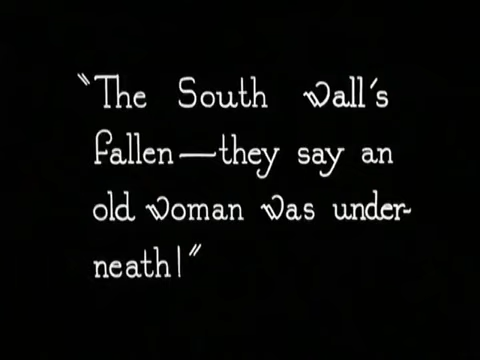 "The South wall's
fallen—they say an
old woman was under-
neath!"